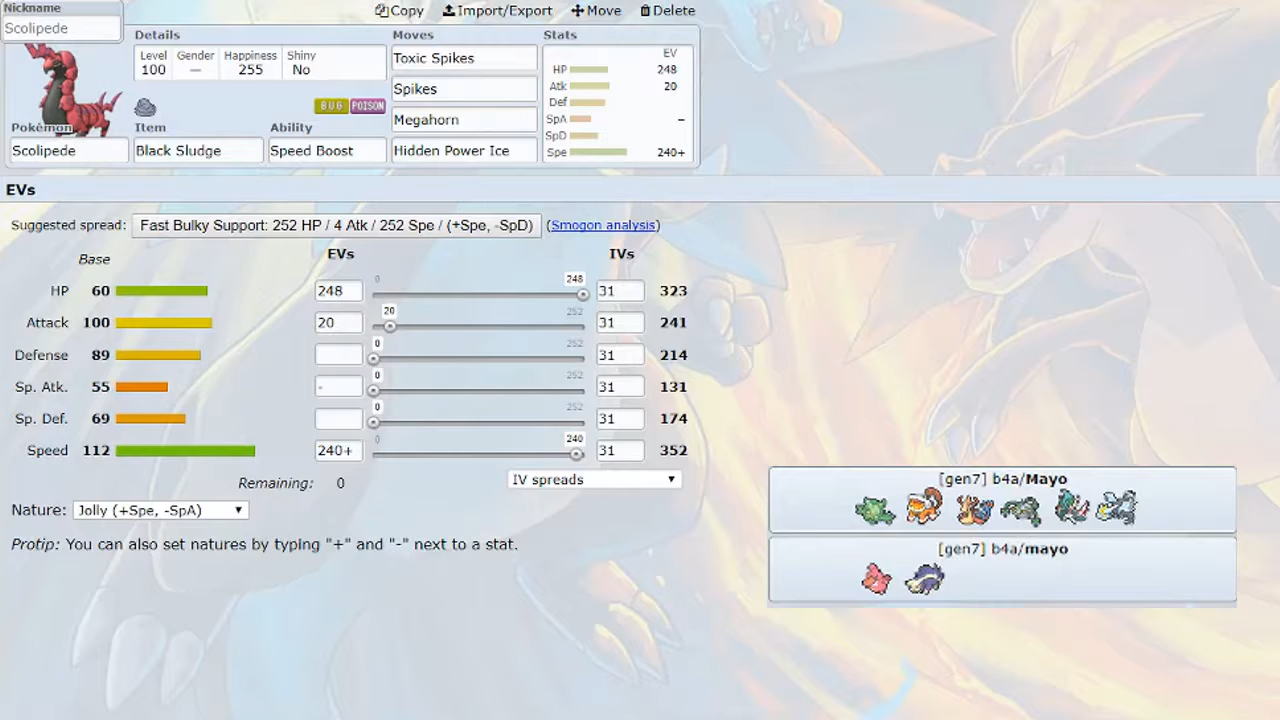 Nickname
Scolipede
Copy Import/Export Move Delete
Details Moves Stats
Level Gender Happiness Shiny
100 — 255 No
BUG POISON
Pokémon Item Ability
Scolipede Black Sludge Speed Boost
Toxic Spikes
Spikes
Megahorn
Hidden Power Ice
EV
HP 248
Atk 20
Def
SpA –
SpD
Spe 240+
EVs
Suggested spread: Fast Bulky Support: 252 HP / 4 Atk / 252 Spe / (+Spe, -SpD) (Smogon analysis)
Base EVs IVs
HP 60 248 0 248 31 323
Attack 100 20 20 252 31 241
Defense 89 0 252 31 214
Sp. Atk. 55 - 0 252 31 131
Sp. Def. 69 0 252 31 174
Speed 112 240+ 0 240 31 352
Remaining: 0 IV spreads
Nature: Jolly (+Spe, -SpA)
Protip: You can also set natures by typing "+" and "-" next to a stat.
[gen7] b4a/Mayo
[gen7] b4a/mayo